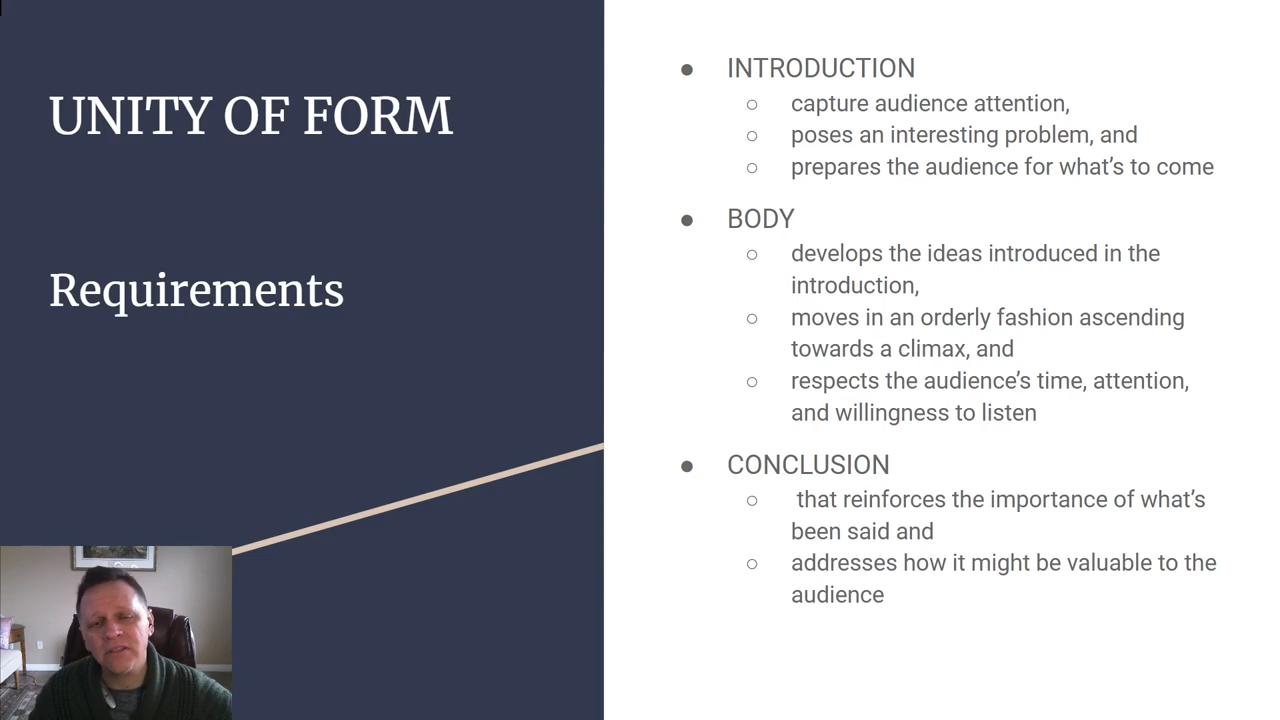 UNITY OF FORM
Requirements
● INTRODUCTION
○ capture audience attention,
○ poses an interesting problem, and
○ prepares the audience for what’s to come
● BODY
○ develops the ideas introduced in the
introduction,
○ moves in an orderly fashion ascending
towards a climax, and
○ respects the audience’s time, attention,
and willingness to listen
● CONCLUSION
○ that reinforces the importance of what’s
been said and
○ addresses how it might be valuable to the
audience